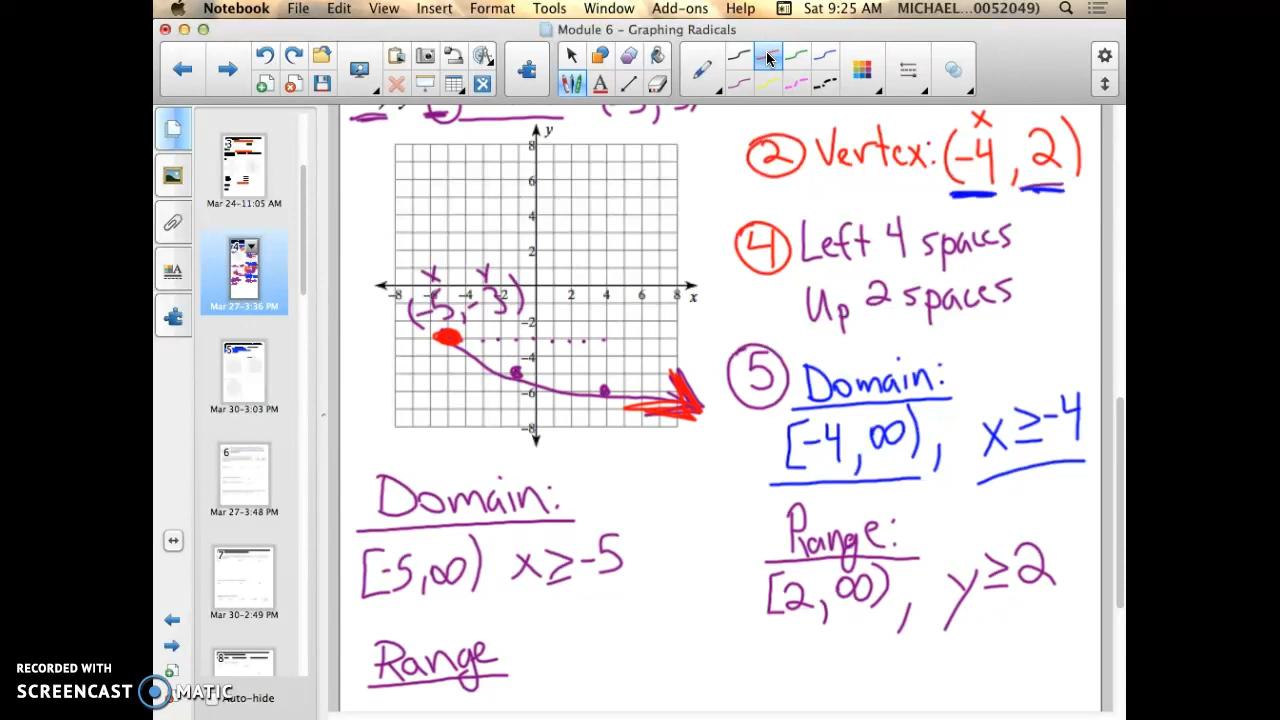 Notebook File Edit View Insert Format Tools Window Add-ons Help Sat 9:25 AM MICHAEL...0052049)
Module 6 - Graphing Radicals
Mar 24-11:05 AM
Mar 27-3:36 PM
5
Mar 30-3:03 PM
6
Mar 27-3:48 PM
7
Mar 30-2:49 PM
8
Auto-hide
y
8
6
4
2
-8 -4 -2 2 4 6 8 x
-2
-4
-6
-8
x y
(-5, -3)
Domain:
[-5, ∞) x ≥ -5
Range
x
② Vertex: (-4, 2)
④ Left 4 spaces
Up 2 spaces
⑤ Domain:
[-4, ∞), x ≥ -4
Range:
[2, ∞), y ≥ 2
RECORDED WITH
SCREENCAST MATIC